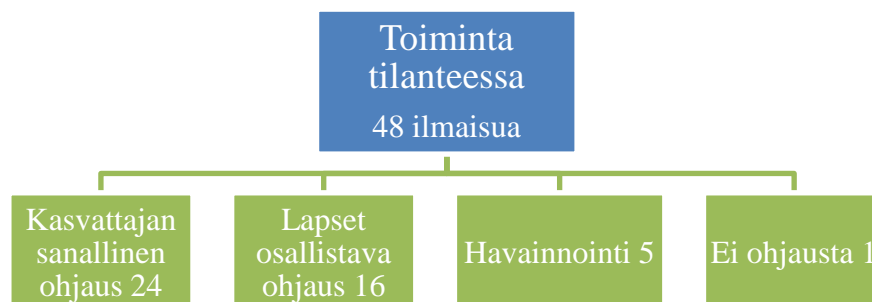 Toiminta
tilanteessa
48 ilmaisua
Kasvattajan
sanallinen
ohjaus 24
Lapset
osallistava
ohjaus 16
Havainnointi 5
Ei ohjausta 1